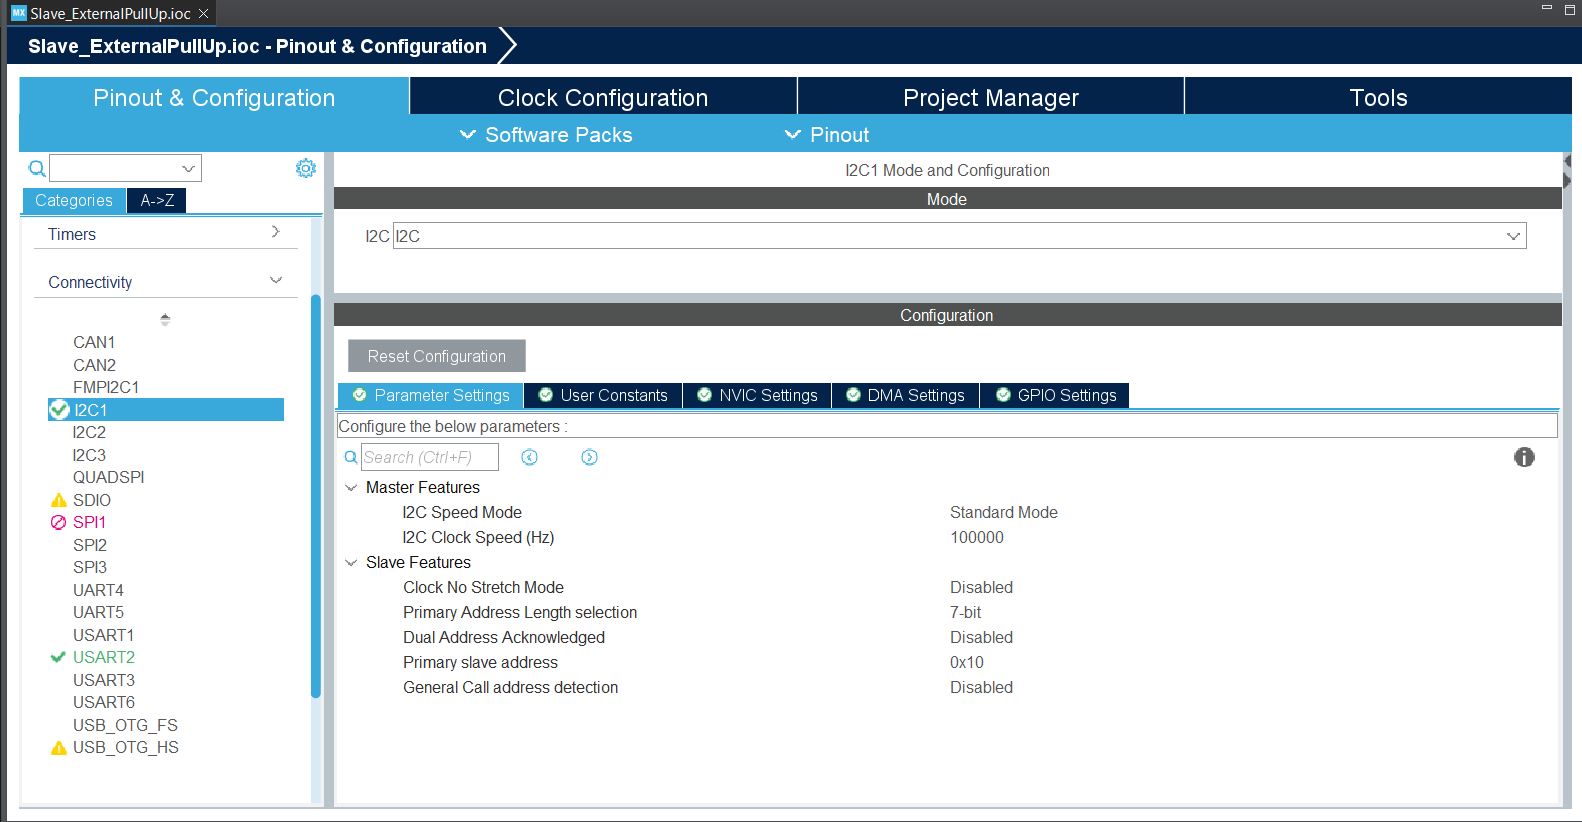 MX Slave_ExternalPullUp.ioc
Slave_ExternalPullUp.ioc - Pinout & Configuration
Pinout & Configuration
Clock Configuration
Project Manager
Tools
Software Packs
Pinout
Categories
A->Z
Timers
Connectivity
CAN1
CAN2
FMPI2C1
I2C1
I2C2
I2C3
QUADSPI
SDIO
SPI1
SPI2
SPI3
UART4
UART5
USART1
USART2
USART3
USART6
USB_OTG_FS
USB_OTG_HS
I2C1 Mode and Configuration
Mode
I2C I2C
Configuration
Reset Configuration
Parameter Settings
User Constants
NVIC Settings
DMA Settings
GPIO Settings
Configure the below parameters :
Search (Ctrl+F)
Master Features
I2C Speed Mode Standard Mode
I2C Clock Speed (Hz) 100000
Slave Features
Clock No Stretch Mode Disabled
Primary Address Length selection 7-bit
Dual Address Acknowledged Disabled
Primary slave address 0x10
General Call address detection Disabled